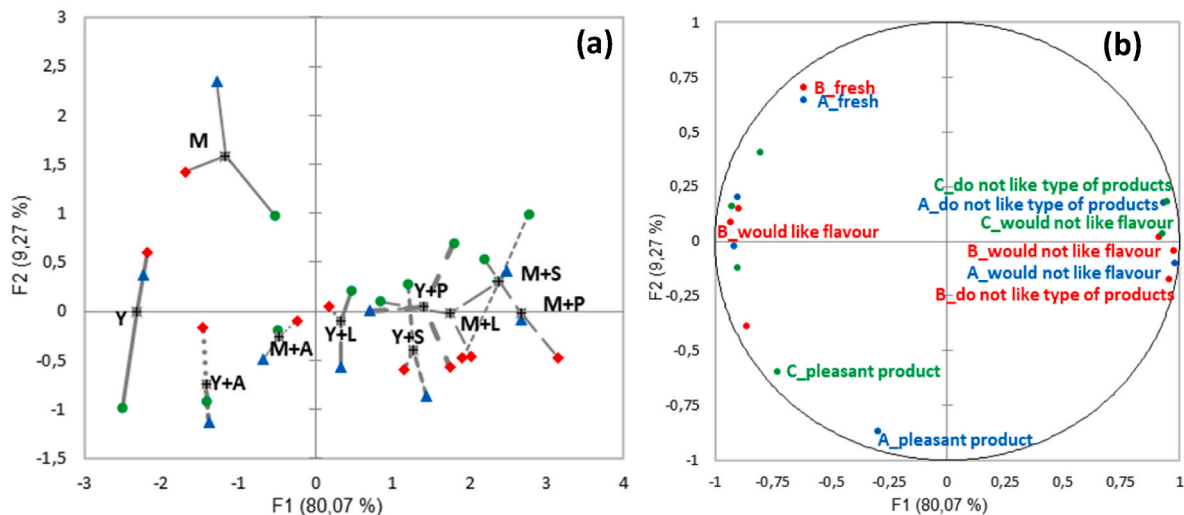 (a)
F2 (9,27 %)
3
2,5
2
1,5
1
0,5
0
-0,5
-1
-1,5
M
Y
Y+A
M+A
Y+L
Y+P
Y+S
M+L
M+S
M+P
-3
-2
-1
0
1
2
3
4
F1 (80,07 %)
(b)
F2 (9,27 %)
1
0,75
0,5
0,25
0
-0,25
-0,5
-0,75
-1
B_fresh
A_fresh
C_do not like type of products
A_do not like type of products
C_would not like flavour
B_would like flavour
B_would not like flavour
A_would not like flavour
B_do not like type of products
C_pleasant product
A_pleasant product
-1
-0,75
-0,5
-0,25
0
0,25
0,5
0,75
1
F1 (80,07 %)